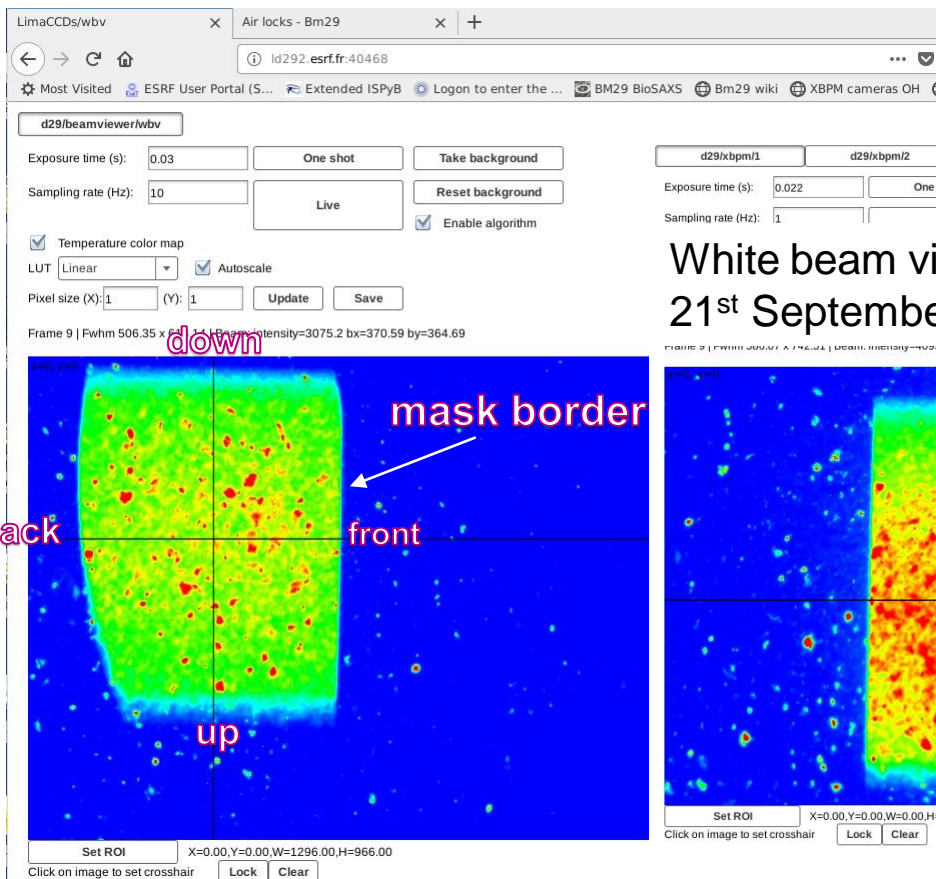 LimaCCDs/wbv × Air locks - Bm29 × +
ld292.esrf.fr:40468
Most Visited ESRF User Portal (S... Extended ISPyB Logon to enter the ... BM29 BioSAXS Bm29 wiki XBPM cameras OH
d29/beamviewer/wbv
Exposure time (s): 0.03 One shot Take background
Sampling rate (Hz): 10 Live Reset background
Enable algorithm
Temperature color map
LUT Linear Autoscale
Pixel size (X): 1 (Y): 1 Update Save
Frame 9 | Fwhm 506.35 x | Beam: intensity=3075.2 bx=370.59 by=364.69
down
mask border
ack
front
up
Set ROI X=0.00,Y=0.00,W=1296.00,H=966.00
Click on image to set crosshair Lock Clear
d29/xbpm/1 d29/xbpm/2
Exposure time (s): 0.022 One
Sampling rate (Hz): 1
White beam vi
21st Septembe
Set ROI X=0.00,Y=0.00,W=0.00,H=
Click on image to set crosshair Lock Clear